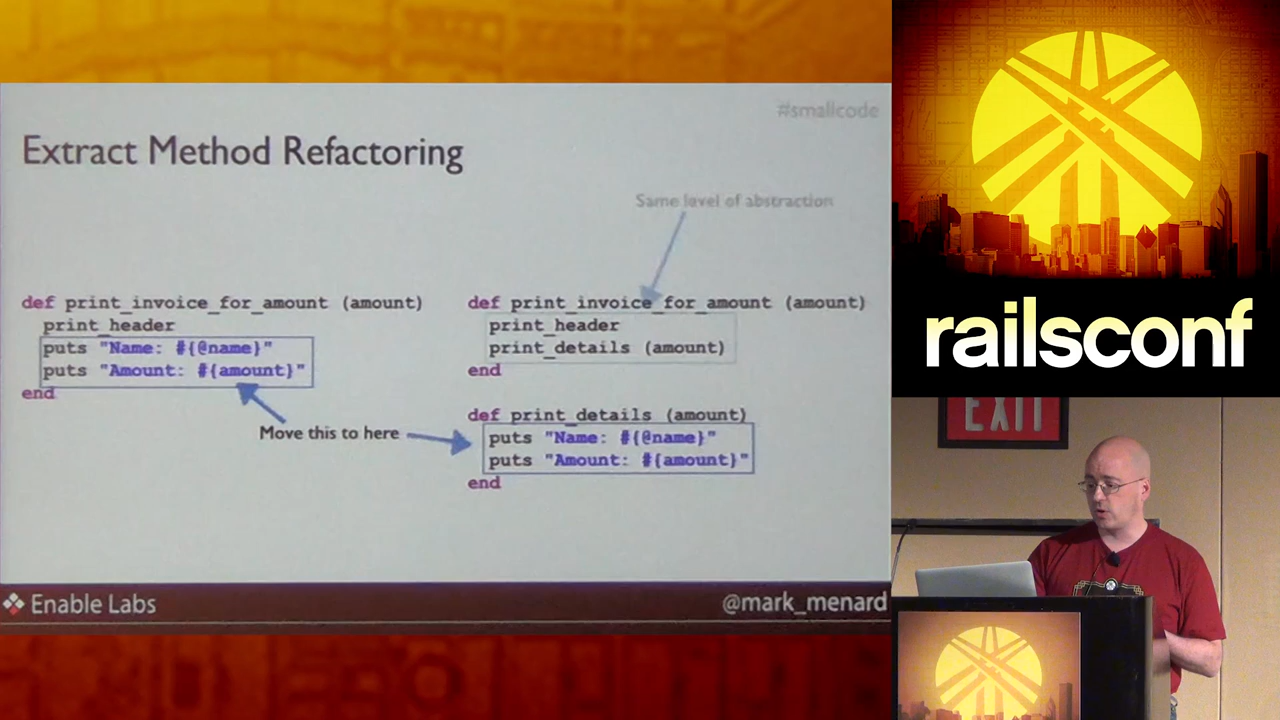 #smallcode
Extract Method Refactoring
Same level of abstraction
def print_invoice_for_amount (amount)
print_header
puts "Name: #{@name}"
puts "Amount: #{amount}"
end
Move this to here
def print_invoice_for_amount (amount)
print_header
print_details (amount)
end
def print_details (amount)
puts "Name: #{@name}"
puts "Amount: #{amount}"
end
Enable Labs
@mark_menard
railsconf
EXIT